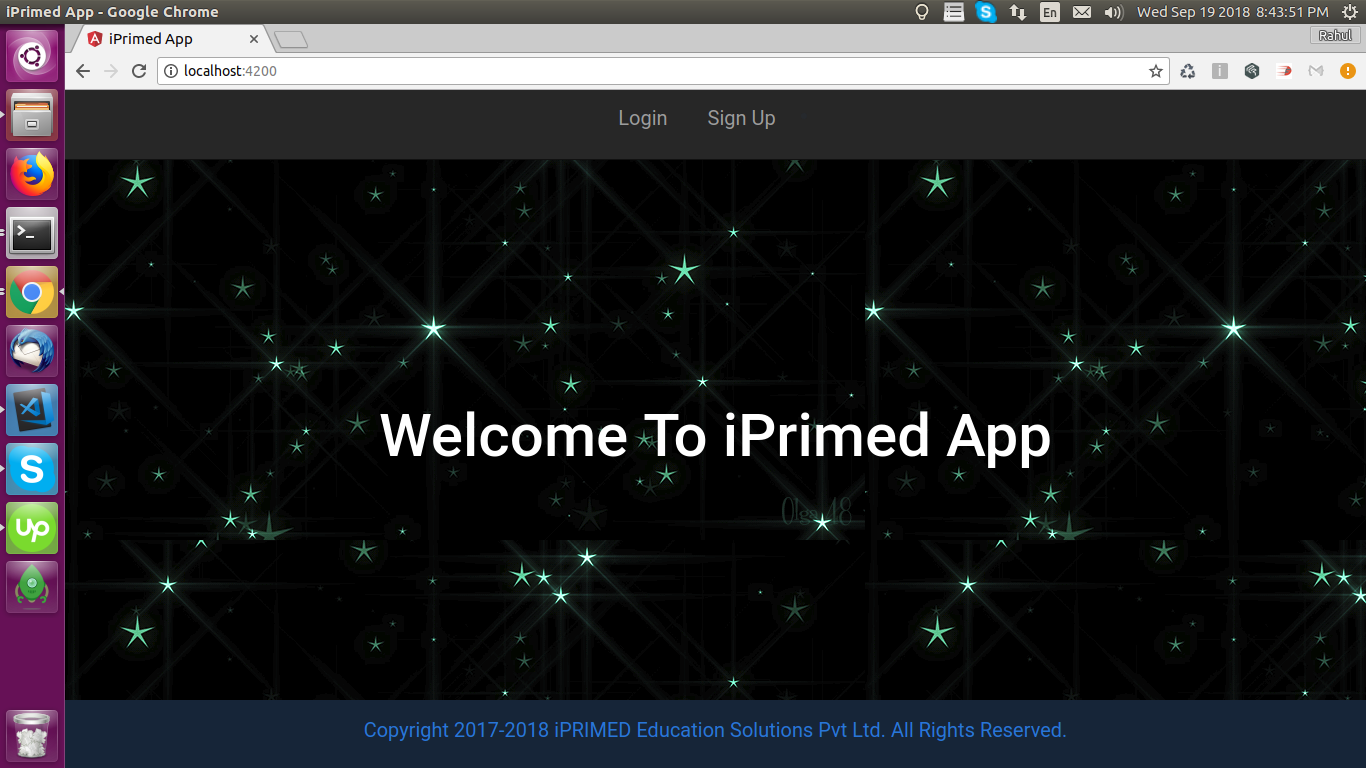 iPrimed App - Google Chrome
En
Wed Sep 19 2018 8:43:51 PM
iPrimed App
Rahul
localhost:4200
Login
Sign Up
Welcome To iPrimed App
Olga 48
Copyright 2017-2018 iPRIMED Education Solutions Pvt Ltd. All Rights Reserved.